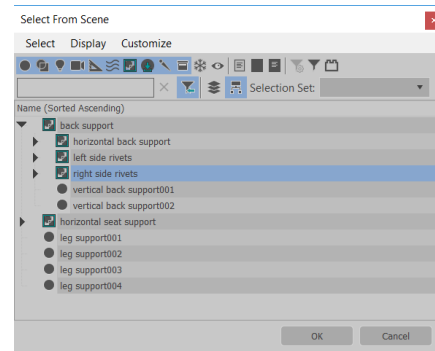 Select From Scene
Select Display Customize
Selection Set:
Name (Sorted Ascending)
back support
horizontal back support
left side rivets
right side rivets
vertical back support001
vertical back support002
horizontal seat support
leg support001
leg support002
leg support003
leg support004
OK Cancel